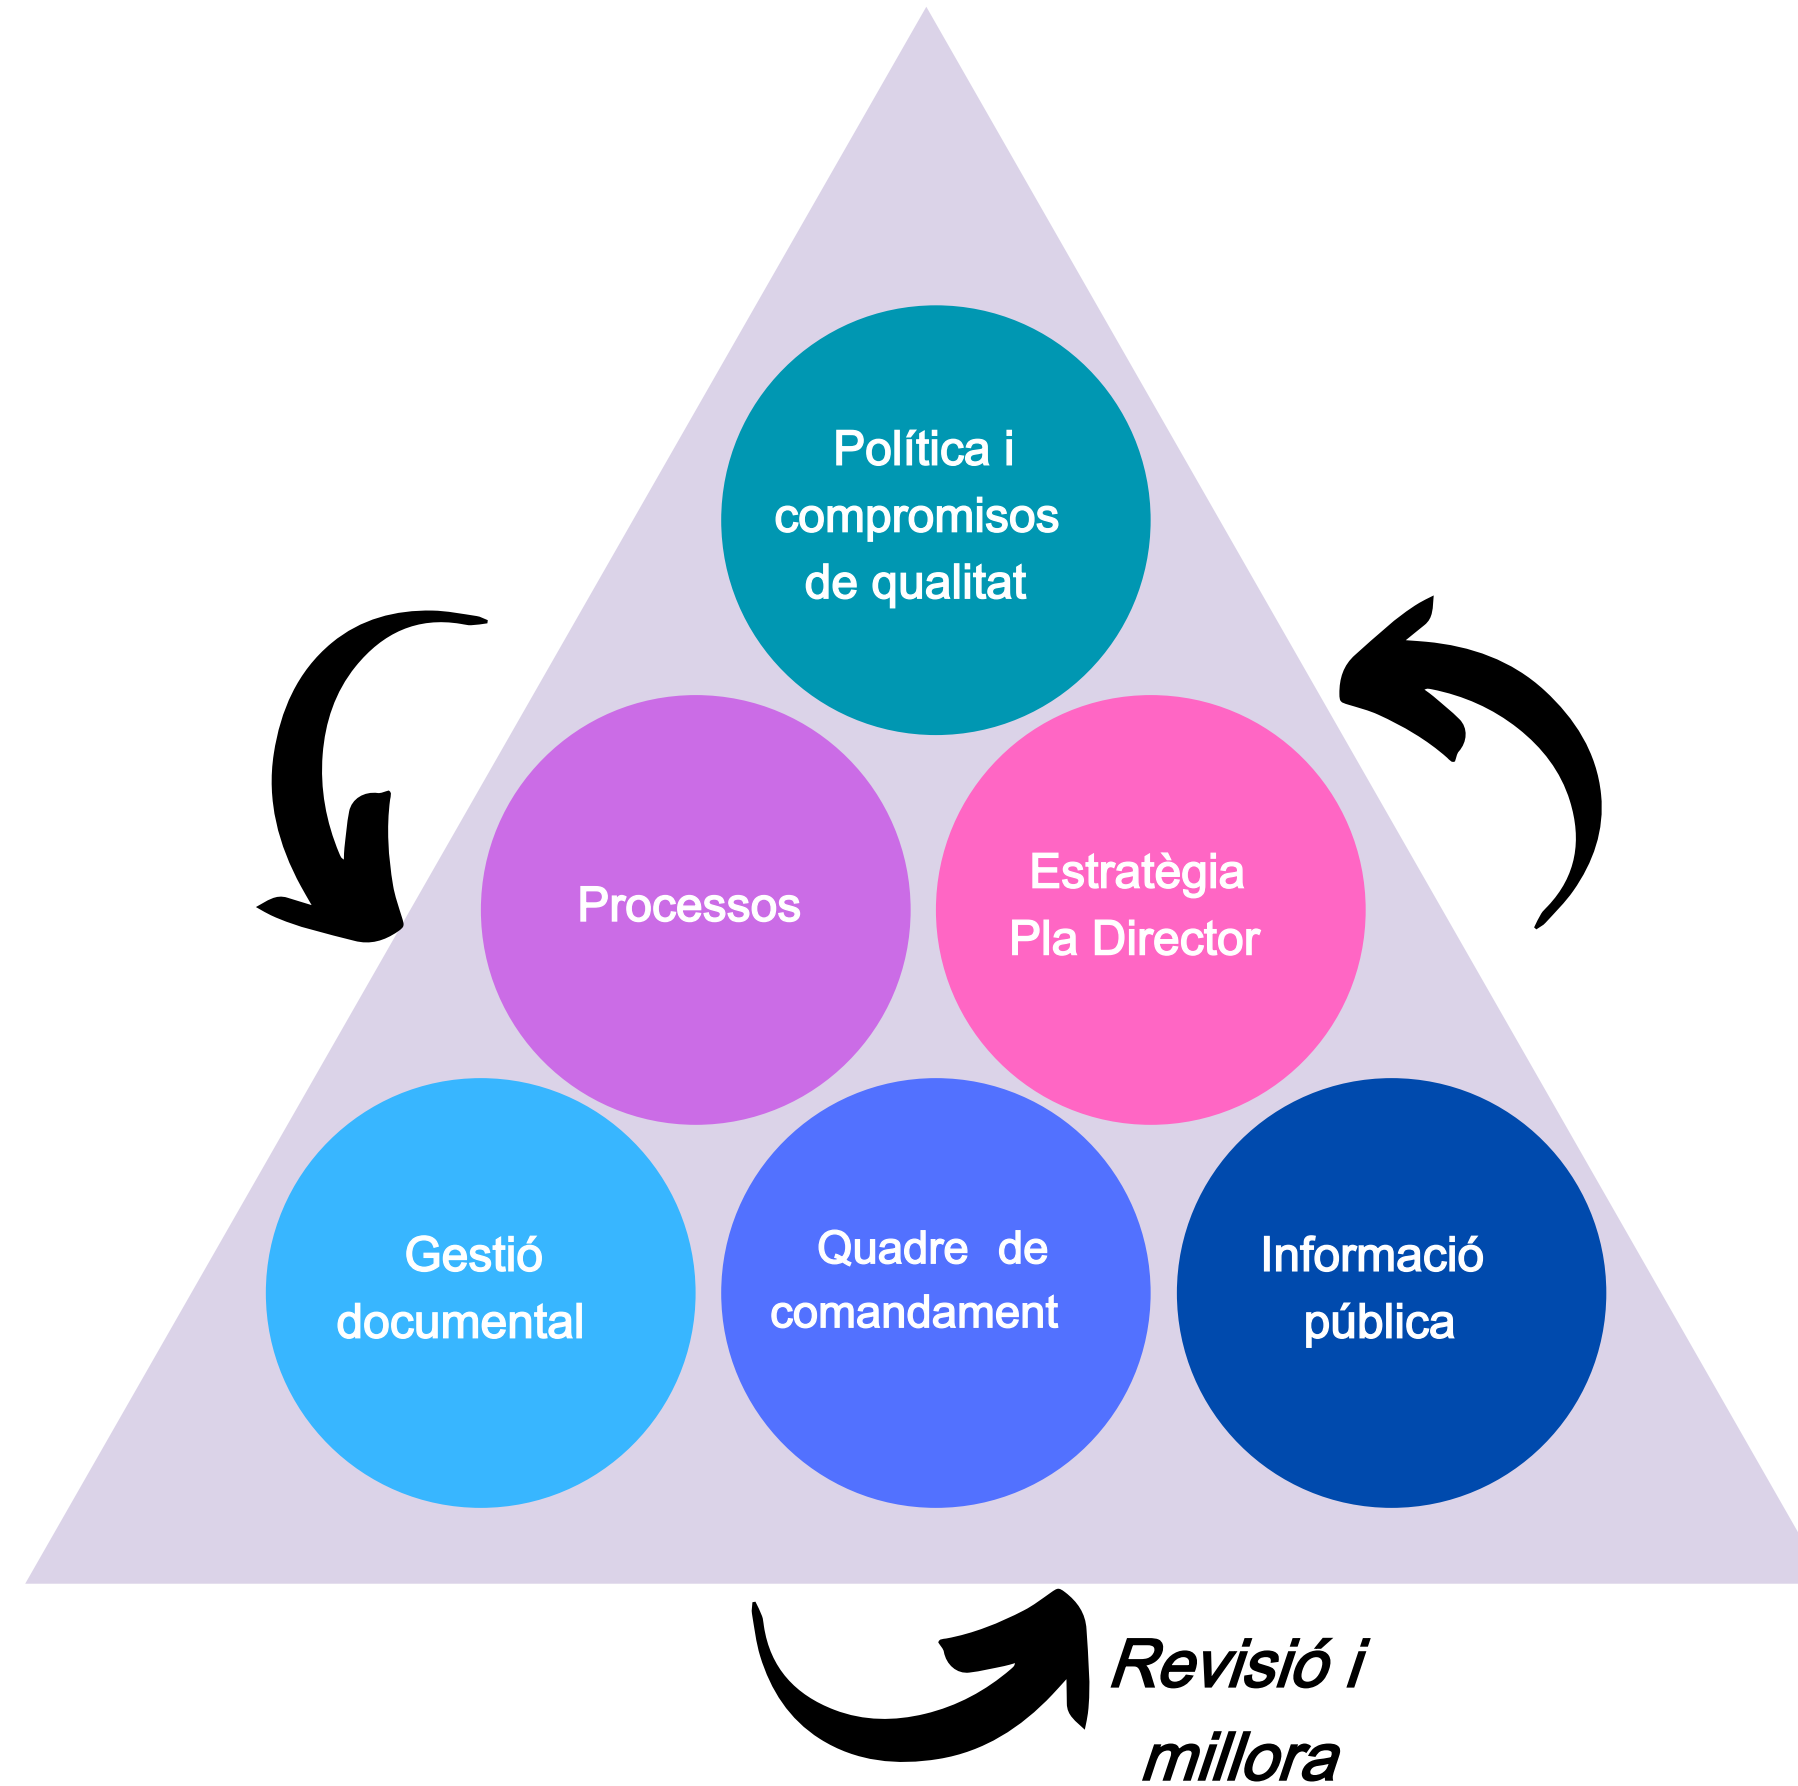 Política i
compromisos
de qualitat
Processos
Estratègia
Pla Director
Gestió
documental
Quadre de
comandament
Informació
pública
Revisió i
millora